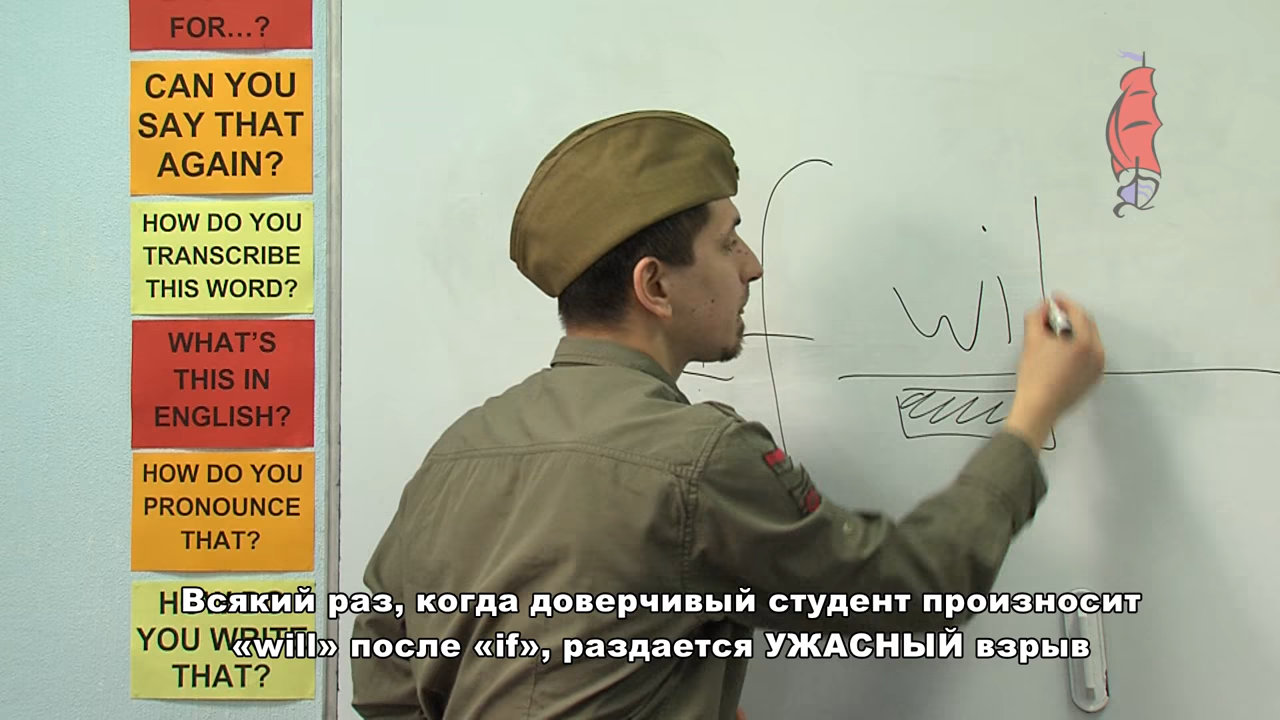 FOR...?
CAN YOU
SAY THAT
AGAIN?
HOW DO YOU
TRANSCRIBE
THIS WORD?
WHAT'S
THIS IN
ENGLISH?
HOW DO YOU
PRONOUNCE
THAT?
YOU WRITE
THAT?
wil
Всякий раз, когда доверчивый студент произносит
«will» после «if», раздается УЖАСНЫЙ взрыв